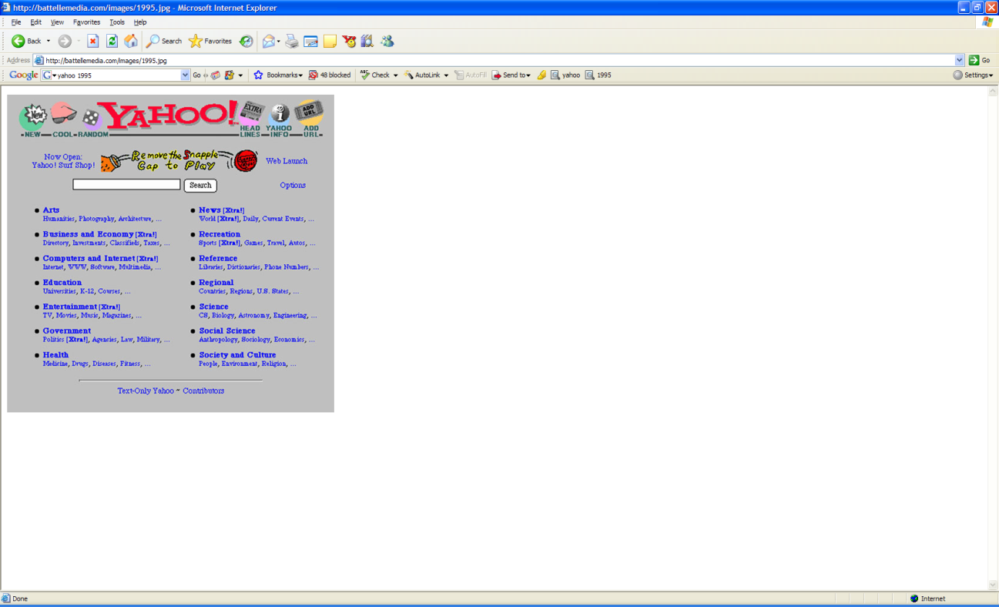 http://battellemedia.com/images/1995.jpg - Microsoft Internet Explorer
File Edit View Favorites Tools Help
Back Search Favorites
Address http://battellemedia.com/images/1995.jpg Go
Google G yahoo 1995 Go Bookmarks 48 blocked ABC Check AutoLink AutoFill Send to yahoo 1995 Settings
New EXTRA i ADD URL
YAHOO!
NEW COOL RANDOM HEAD LINES YAHOO INFO ADD URL
Now Open: Remove the Snapple Web Launch
Yahoo! Surf Shop! Cap to Play
Search Options
Arts
Humanities, Photography, Architecture, ...
Business and Economy [Xtra!]
Directory, Investments, Classifieds, Taxes, ...
Computers and Internet [Xtra!]
Internet, WWW, Software, Multimedia, ...
Education
Universities, K-12, Courses, ...
Entertainment [Xtra!]
TV, Movies, Music, Magazines, ...
Government
Politics [Xtra!], Agencies, Law, Military, ...
Health
Medicine, Drugs, Diseases, Fitness, ...
News [Xtra!]
World [Xtra!], Daily, Current Events, ...
Recreation
Sports [Xtra!], Games, Travel, Autos, ...
Reference
Libraries, Dictionaries, Phone Numbers, ...
Regional
Countries, Regions, U.S. States, ...
Science
CS, Biology, Astronomy, Engineering, ...
Social Science
Anthropology, Sociology, Economics, ...
Society and Culture
People, Environment, Religion, ...
Text-Only Yahoo ~ Contributors
Done Internet